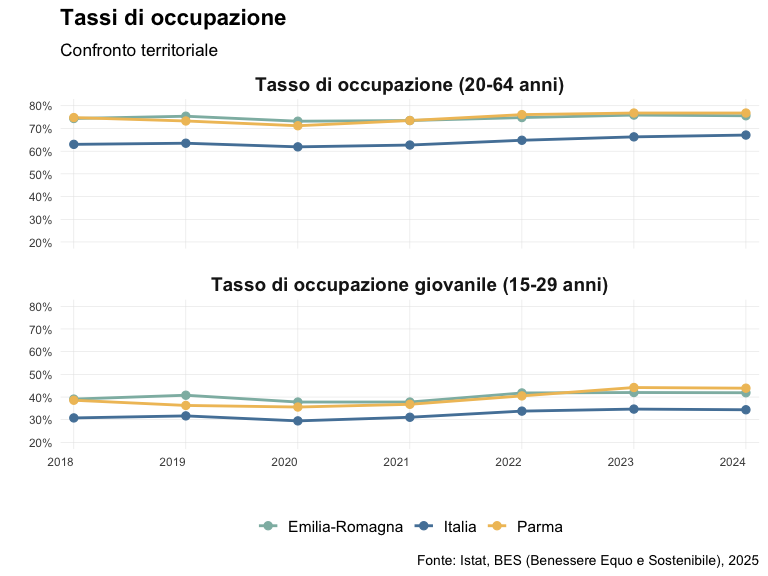 Tassi di occupazione
Confronto territoriale
Tasso di occupazione (20-64 anni)
80%
70%
60%
50%
40%
30%
20%
Tasso di occupazione giovanile (15-29 anni)
80%
70%
60%
50%
40%
30%
20%
2018 2019 2020 2021 2022 2023 2024
Emilia-Romagna Italia Parma
Fonte: Istat, BES (Benessere Equo e Sostenibile), 2025